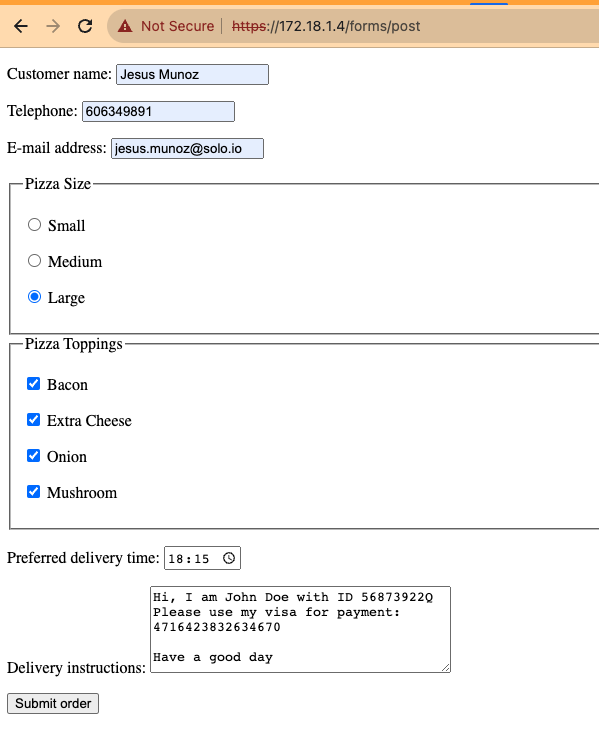 Not Secure https://172.18.1.4/forms/post
Customer name: Jesus Munoz
Telephone: 606349891
E-mail address: jesus.munoz@solo.io
Pizza Size
Small
Medium
Large
Pizza Toppings
Bacon
Extra Cheese
Onion
Mushroom
Preferred delivery time: 18:15
Hi, I am John Doe with ID 56873922Q
Please use my visa for payment:
4716423832634670
Have a good day
Delivery instructions:
Submit order